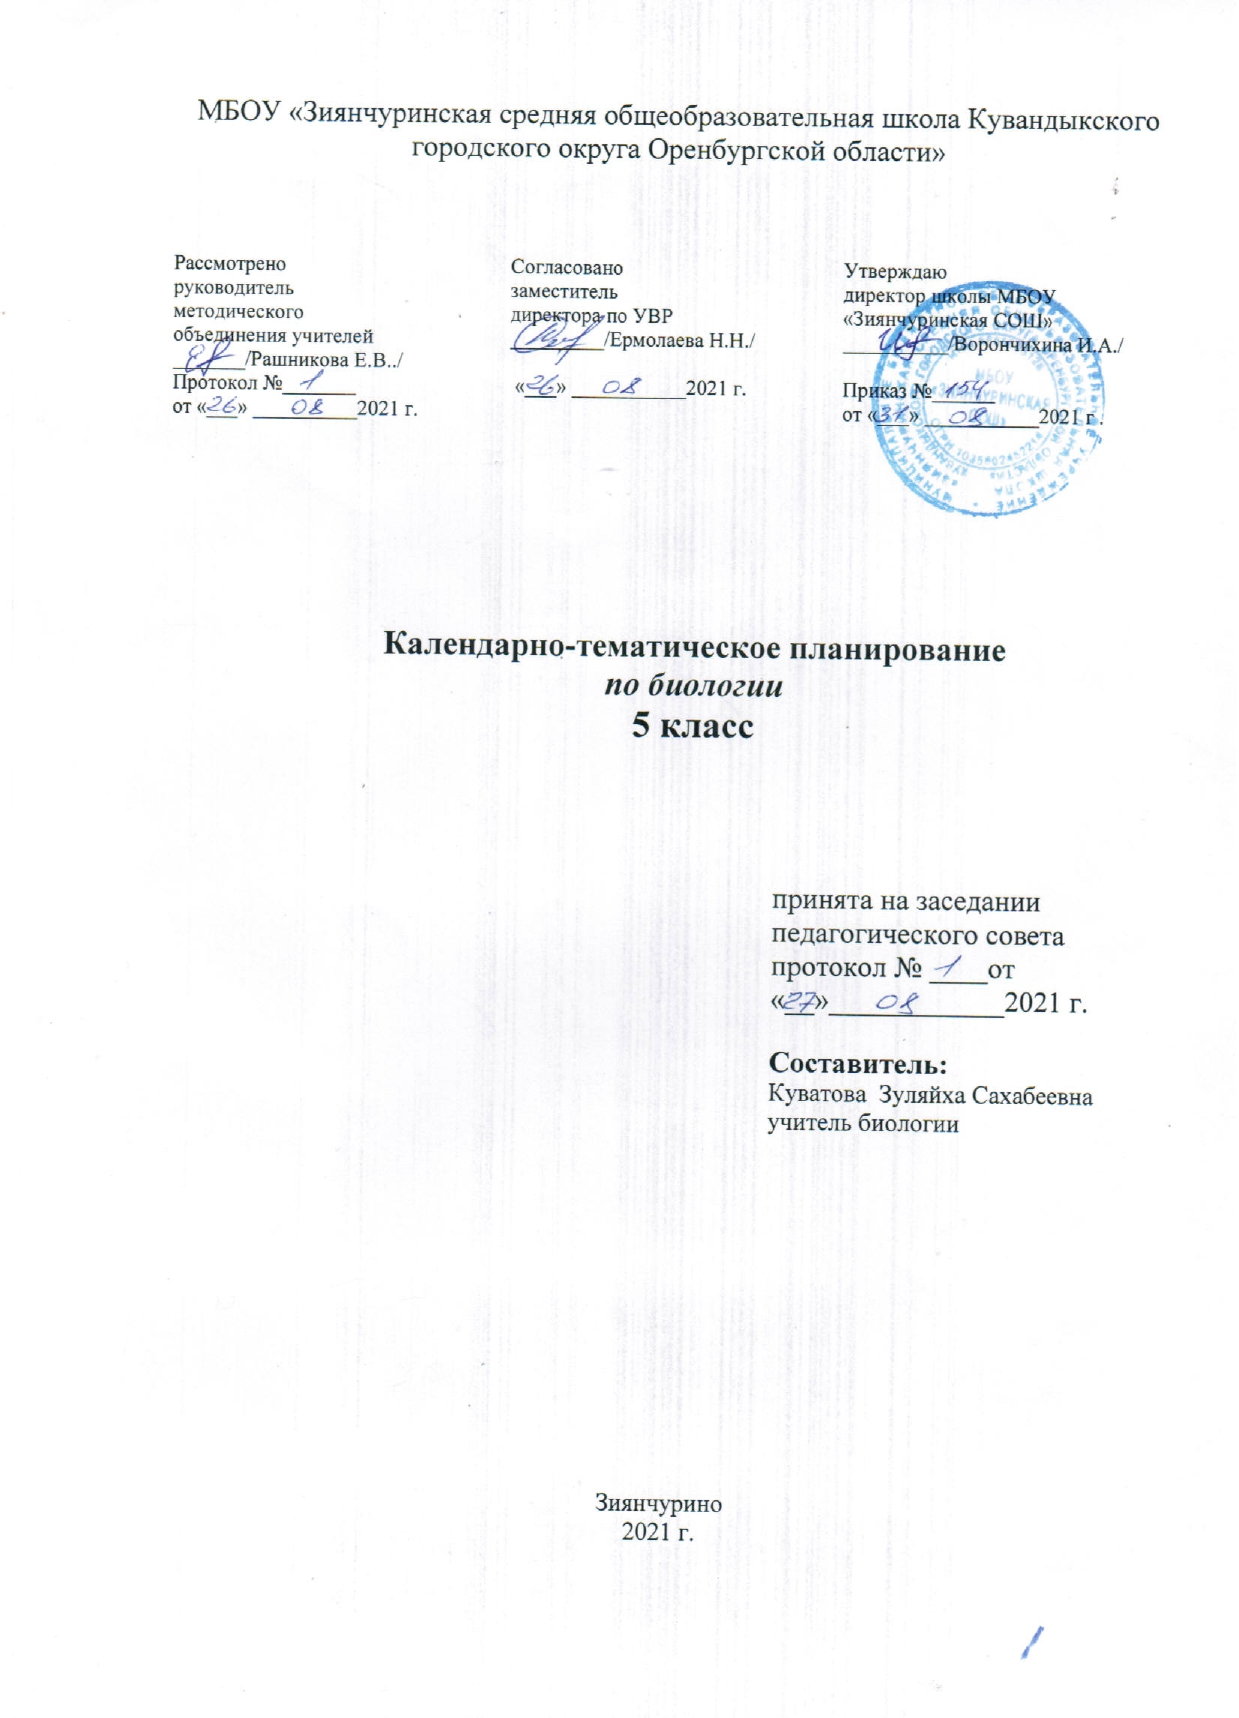 МБОУ «Зиянчуринская средняя общеобразовательная школа Кувандыкского
городского округа Оренбургской области»
Рассмотрено
руководитель
методического
объединения учителей
/Рашникова Е.В../
Протокол № 1
от «26» 08 2021 г.
Согласовано
заместитель
директора по УВР
/Ермолаева Н.Н./
«26» 08 2021 г.
Утверждаю
директор школы МБОУ
«Зиянчуринская СОШ»
/Ворончихина И.А./
Приказ № 154
от «31» 08 2021 г.
МБОУ
«ЗИЯНЧУРИНСКАЯ
СОШ»
Календарно-тематическое планирование
по биологии
5 класс
принята на заседании
педагогического совета
протокол № 1 от
«27» 08 2021 г.
Составитель:
Куватова Зуляйха Сахабеевна
учитель биологии
Зиянчурино
2021 г.